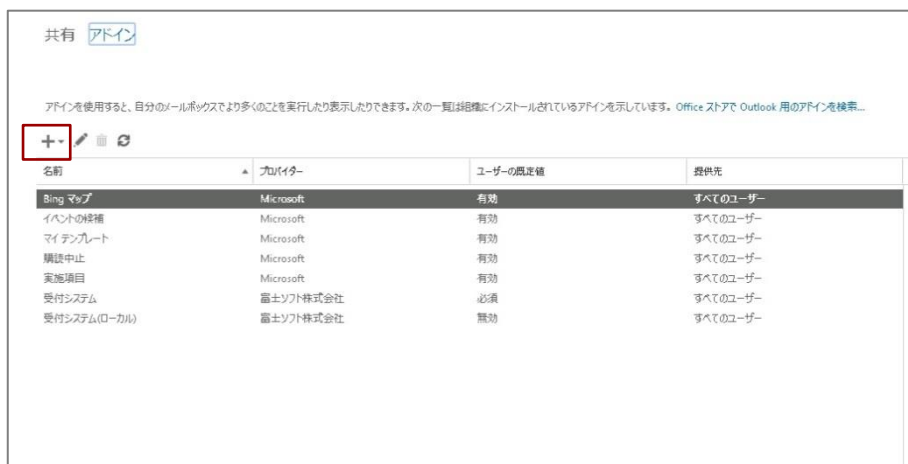 共有 アドイン
アドインを使用すると、自分のメールボックスでより多くのことを実行したり表示したりできます。次の一覧は組織にインストールされているアドインを示しています。Office ストアで Outlook 用のアドインを検索...
名前 プロバイダー ユーザーの既定値 提供先
Bing マップ Microsoft 有効 すべてのユーザー
イベントの候補 Microsoft 有効 すべてのユーザー
マイ テンプレート Microsoft 有効 すべてのユーザー
購読中止 Microsoft 有効 すべてのユーザー
実施項目 Microsoft 有効 すべてのユーザー
受付システム 富士ソフト株式会社 必須 すべてのユーザー
受付システム(ローカル) 富士ソフト株式会社 無効 すべてのユーザー